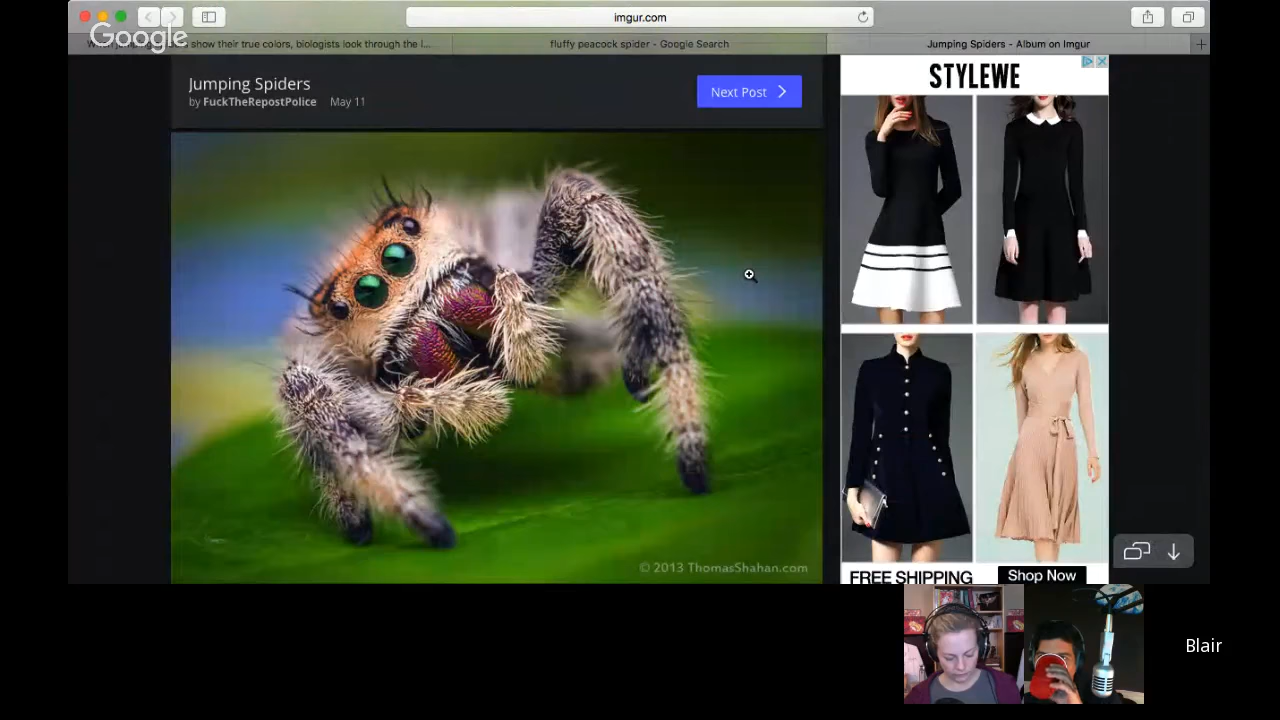 imgur.com
Google
show their true colors, biologists look through the l...
fluffy peacock spider - Google Search
Jumping Spiders - Album on Imgur
Jumping Spiders
by FuckTheRepostPolice May 11
Next Post
STYLEWE
© 2013 ThomasShahan.com
FREE SHIPPING
Shop Now
Blair